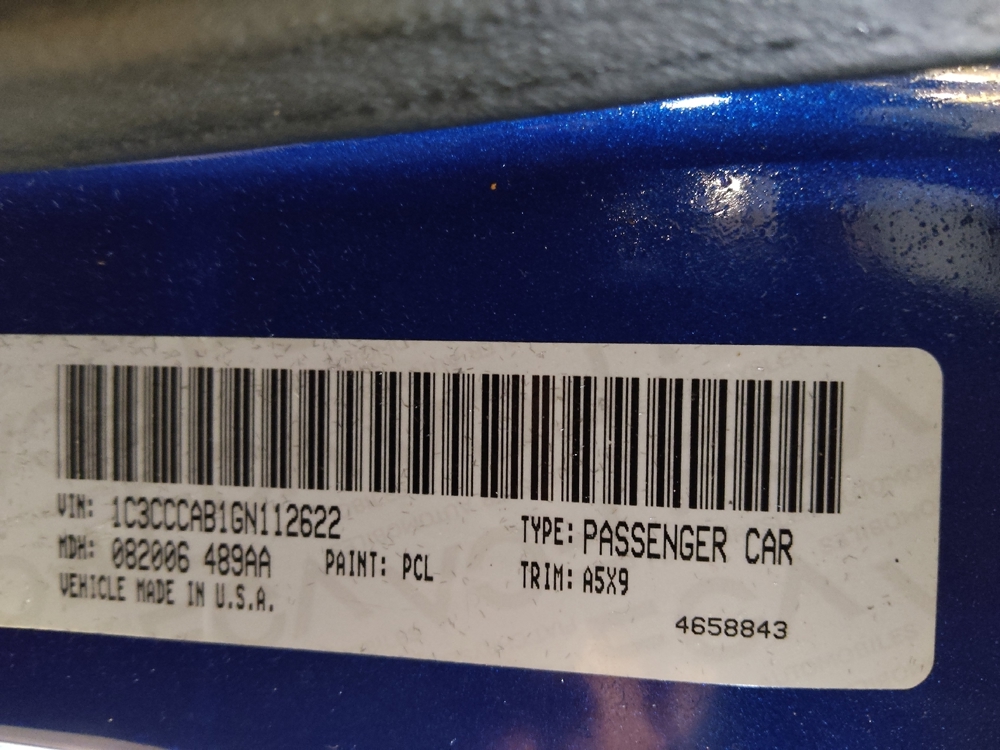 VIN: 1C3CCCAB1GN112622
TYPE: PASSENGER CAR
MDH: 082006 489AA
PAINT: PCL
TRIM: A5X9
VEHICLE MADE IN U.S.A.
4658843